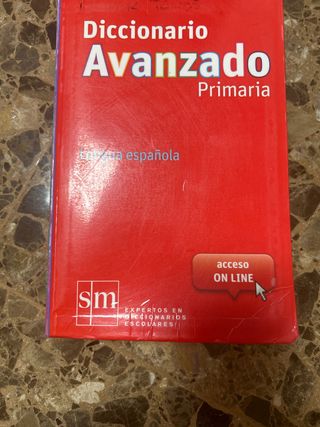 Diccionario
Avanzado
Primaria
Lengua española
acceso
ON LINE
sm
EXPERTOS EN
DICCIONARIOS
ESCOLARES